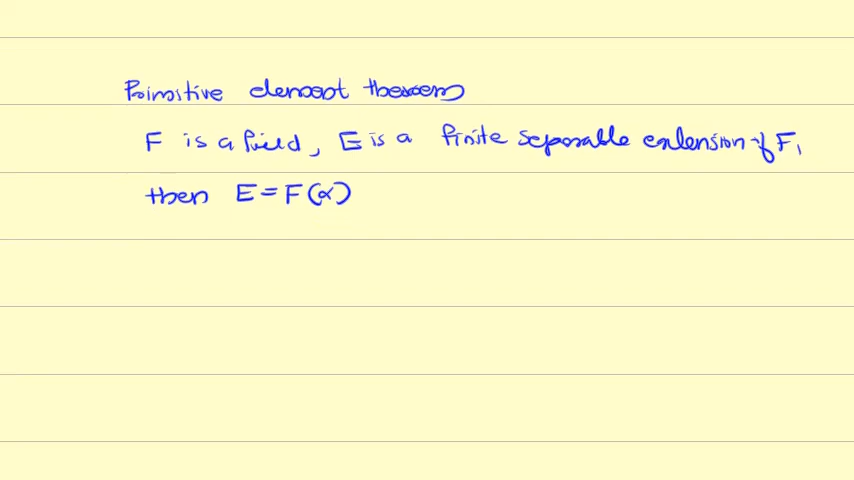 Primitive element theorem
F is a field, E is a finite separable extension of F,
then E = F(α)